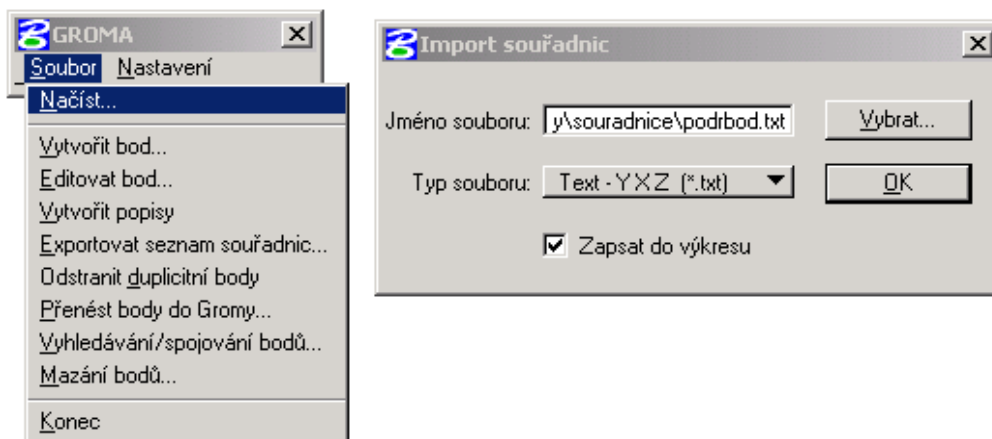 GROMA
Soubor Nastavení
Načíst...
Vytvořit bod...
Editovat bod...
Vytvořit popisy
Exportovat seznam souřadnic...
Odstranit duplicitní body
Přenést body do Gromy...
Vyhledávání/spojování bodů...
Mazání bodů...
Konec
Import souřadnic
Jméno souboru: y\souradnice\podrbod.txt Vybrat...
Typ souboru: Text - Y X Z (*.txt) OK
Zapsat do výkresu